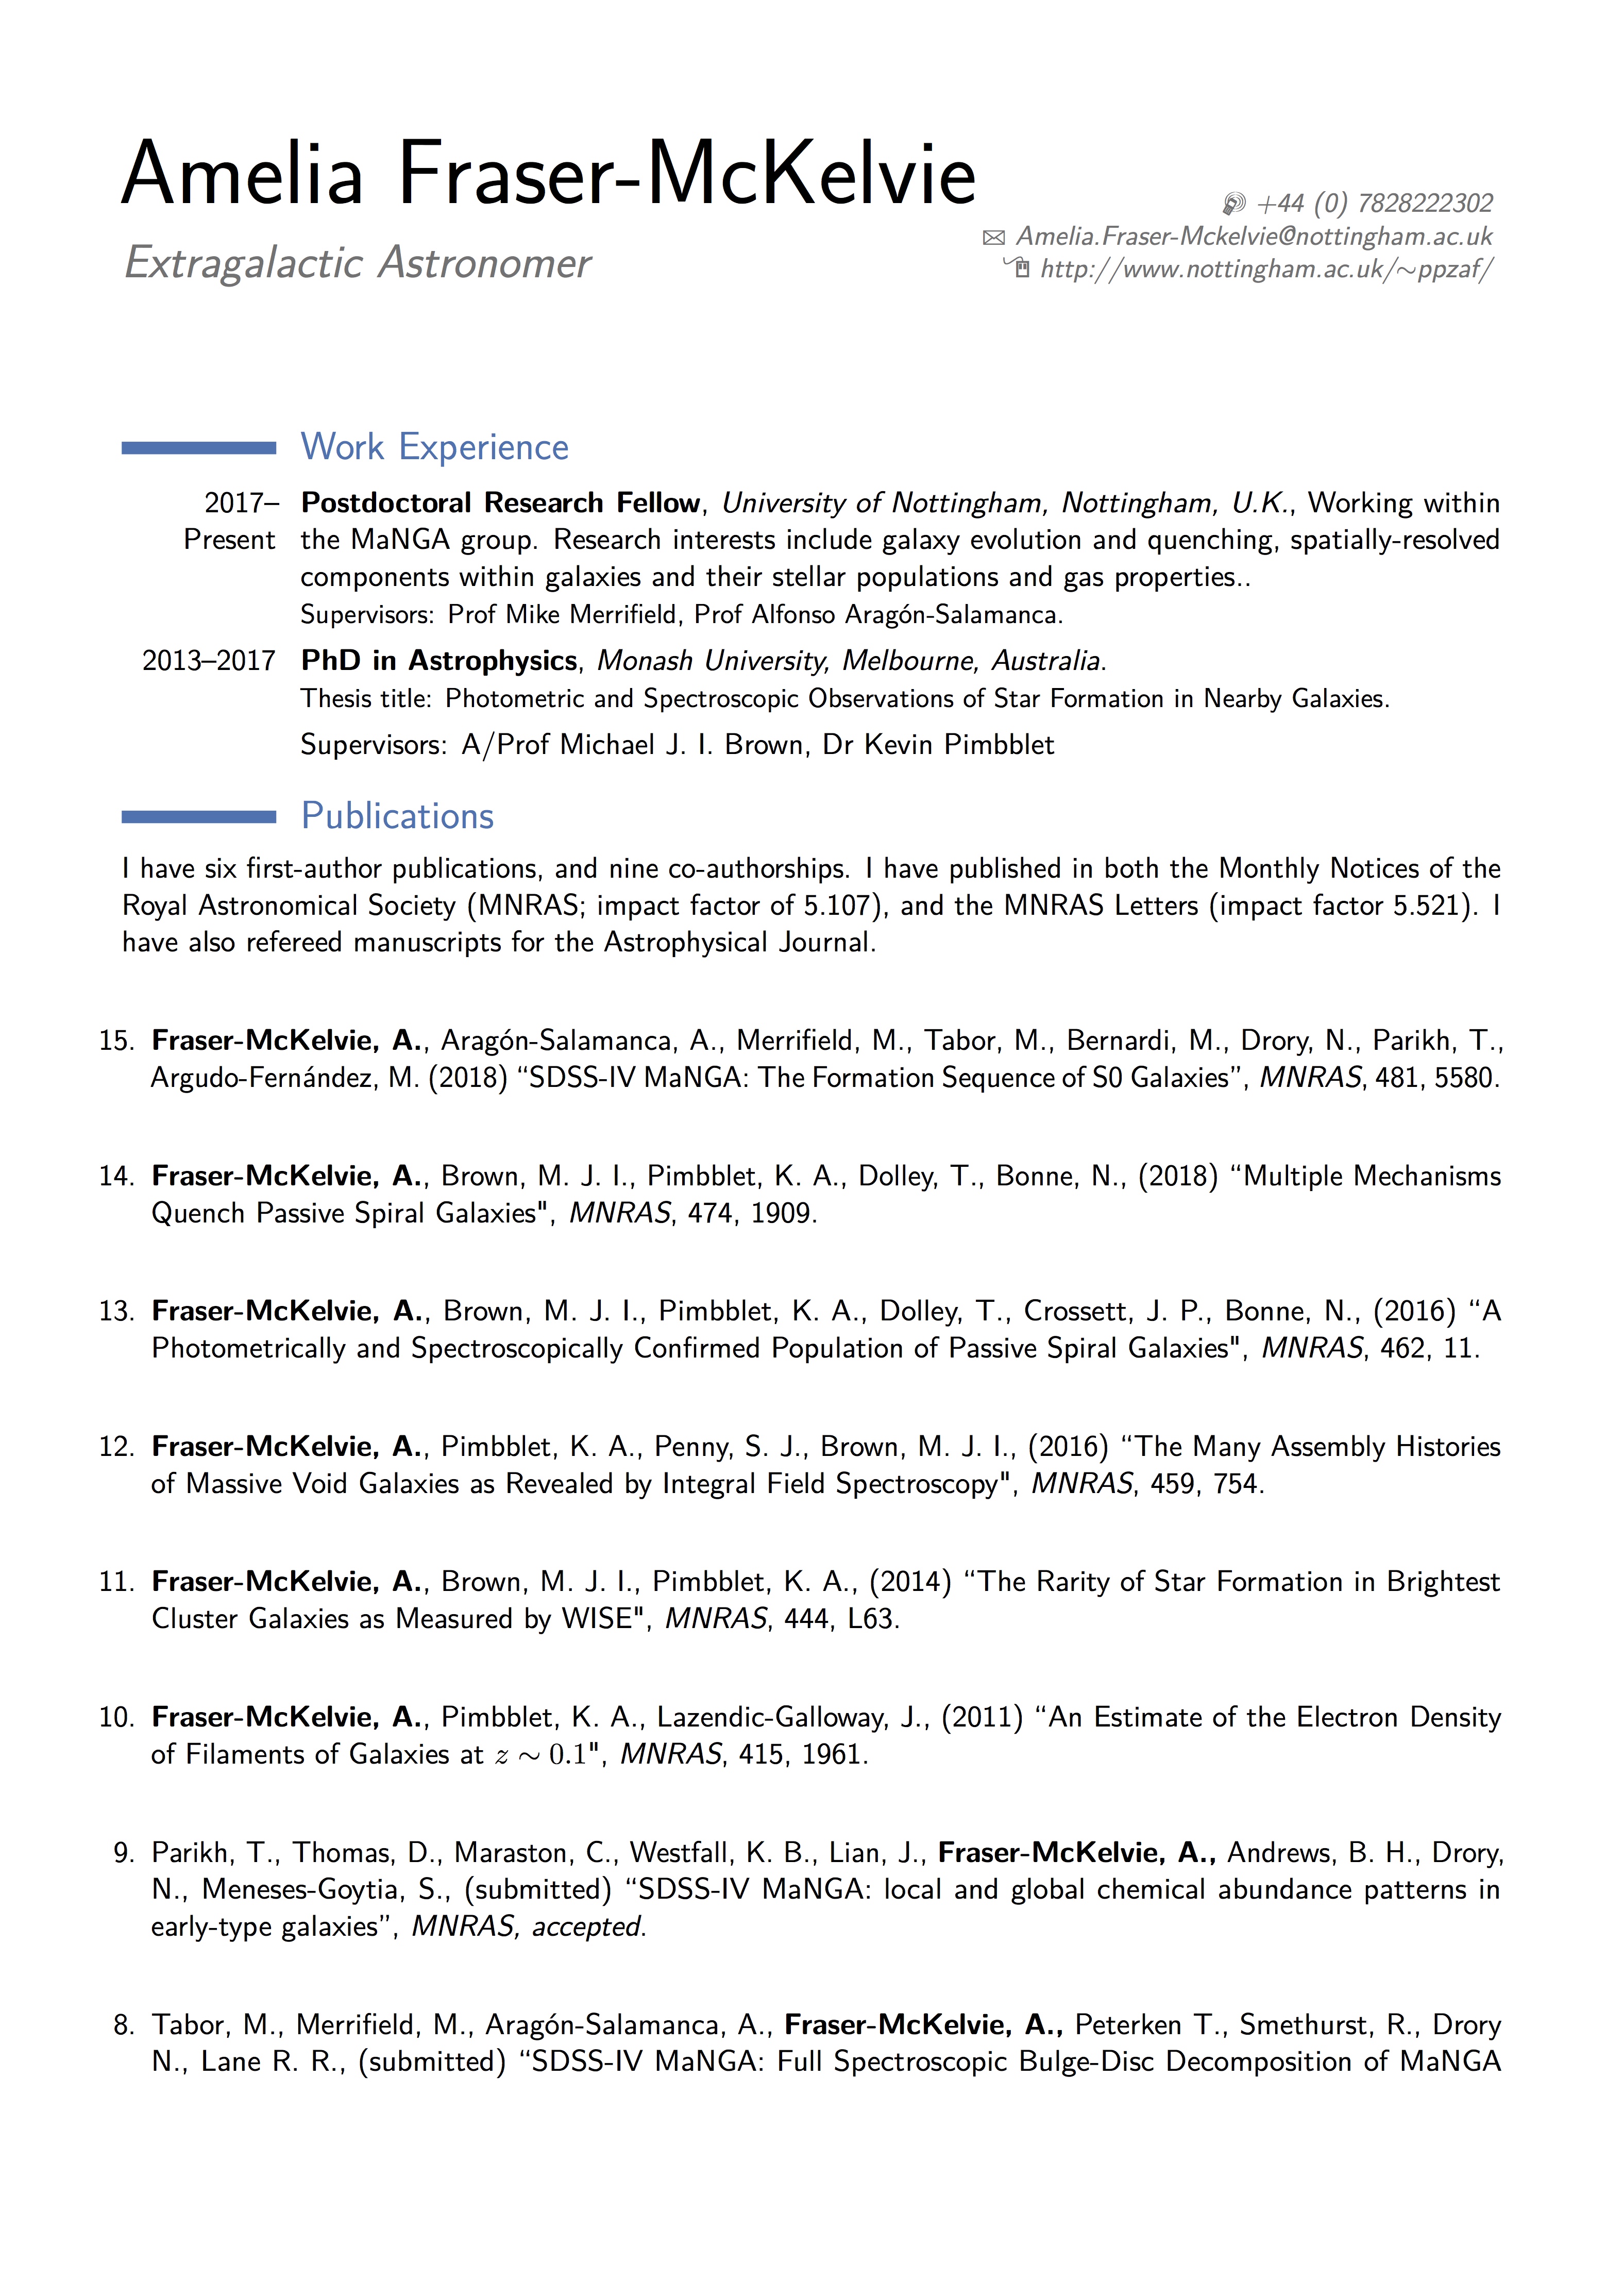 Amelia Fraser-McKelvie
Extragalactic Astronomer
+44 (0) 7828222302
Amelia.Fraser-Mckelvie@nottingham.ac.uk
http://www.nottingham.ac.uk/∼ppzaf/
Work Experience
2017– Postdoctoral Research Fellow, University of Nottingham, Nottingham, U.K., Working within
Present the MaNGA group. Research interests include galaxy evolution and quenching, spatially-resolved
components within galaxies and their stellar populations and gas properties..
Supervisors: Prof Mike Merrifield, Prof Alfonso Aragón-Salamanca.
2013–2017 PhD in Astrophysics, Monash University, Melbourne, Australia.
Thesis title: Photometric and Spectroscopic Observations of Star Formation in Nearby Galaxies.
Supervisors: A/Prof Michael J. I. Brown, Dr Kevin Pimbblet
Publications
I have six first-author publications, and nine co-authorships. I have published in both the Monthly Notices of the
Royal Astronomical Society (MNRAS; impact factor of 5.107), and the MNRAS Letters (impact factor 5.521). I
have also refereed manuscripts for the Astrophysical Journal.
15. Fraser-McKelvie, A., Aragón-Salamanca, A., Merrifield, M., Tabor, M., Bernardi, M., Drory, N., Parikh, T.,
Argudo-Fernández, M. (2018) “SDSS-IV MaNGA: The Formation Sequence of S0 Galaxies”, MNRAS, 481, 5580.
14. Fraser-McKelvie, A., Brown, M. J. I., Pimbblet, K. A., Dolley, T., Bonne, N., (2018) “Multiple Mechanisms
Quench Passive Spiral Galaxies", MNRAS, 474, 1909.
13. Fraser-McKelvie, A., Brown, M. J. I., Pimbblet, K. A., Dolley, T., Crossett, J. P., Bonne, N., (2016) “A
Photometrically and Spectroscopically Confirmed Population of Passive Spiral Galaxies", MNRAS, 462, 11.
12. Fraser-McKelvie, A., Pimbblet, K. A., Penny, S. J., Brown, M. J. I., (2016) “The Many Assembly Histories
of Massive Void Galaxies as Revealed by Integral Field Spectroscopy", MNRAS, 459, 754.
11. Fraser-McKelvie, A., Brown, M. J. I., Pimbblet, K. A., (2014) “The Rarity of Star Formation in Brightest
Cluster Galaxies as Measured by WISE", MNRAS, 444, L63.
10. Fraser-McKelvie, A., Pimbblet, K. A., Lazendic-Galloway, J., (2011) “An Estimate of the Electron Density
of Filaments of Galaxies at z ∼ 0.1", MNRAS, 415, 1961.
9. Parikh, T., Thomas, D., Maraston, C., Westfall, K. B., Lian, J., Fraser-McKelvie, A., Andrews, B. H., Drory,
N., Meneses-Goytia, S., (submitted) “SDSS-IV MaNGA: local and global chemical abundance patterns in
early-type galaxies”, MNRAS, accepted.
8. Tabor, M., Merrifield, M., Aragón-Salamanca, A., Fraser-McKelvie, A., Peterken T., Smethurst, R., Drory
N., Lane R. R., (submitted) “SDSS-IV MaNGA: Full Spectroscopic Bulge-Disc Decomposition of MaNGA